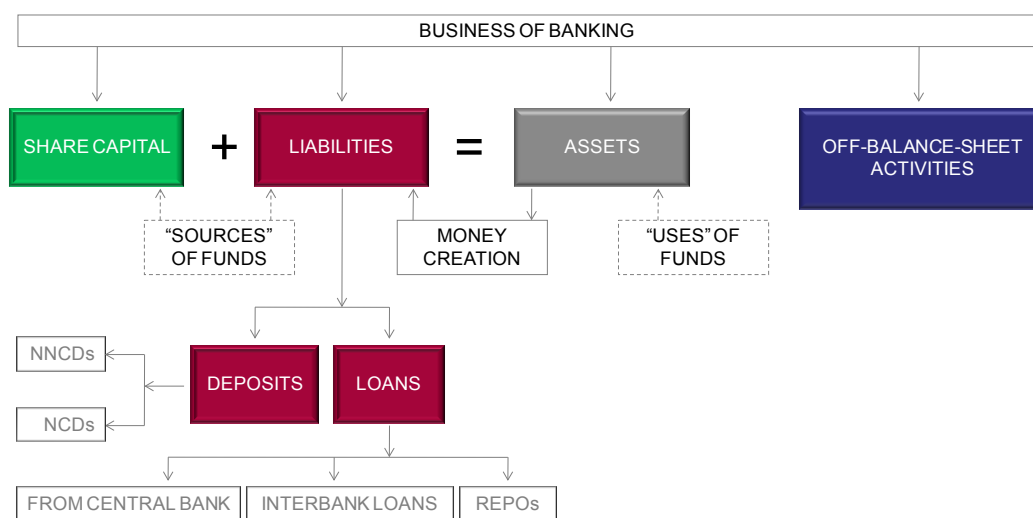 BUSINESS OF BANKING
SHARE CAPITAL
+
LIABILITIES
=
ASSETS
OFF-BALANCE-SHEET
ACTIVITIES
“SOURCES”
OF FUNDS
MONEY
CREATION
“USES” OF
FUNDS
NNCDs
DEPOSITS
LOANS
NCDs
FROM CENTRAL BANK
INTERBANK LOANS
REPOs